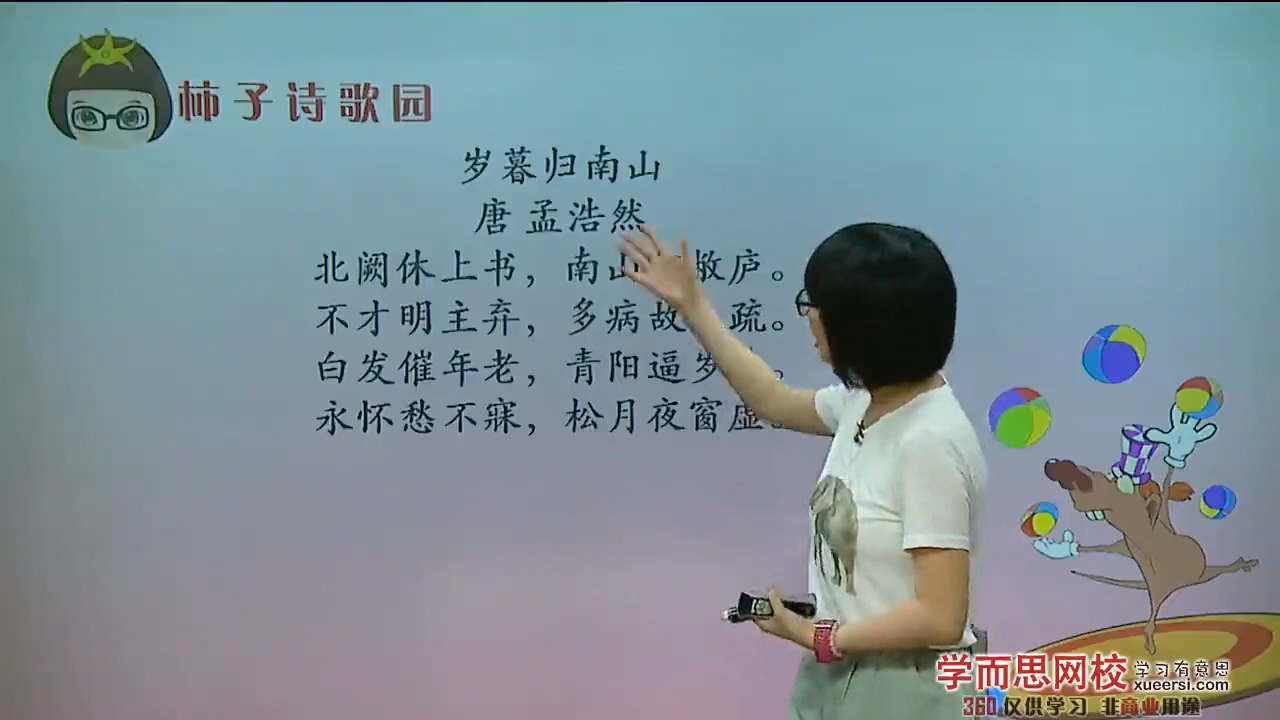 柿子诗歌园
岁暮归南山
唐 孟浩然
北阙休上书，南山 敝庐。
不才明主弃，多病故 疏。
白发催年老，青阳逼岁 。
永怀愁不寐，松月夜窗虚。
学而思网校 学习有意思
xueersi.com
360 仅供学习 非商业用途